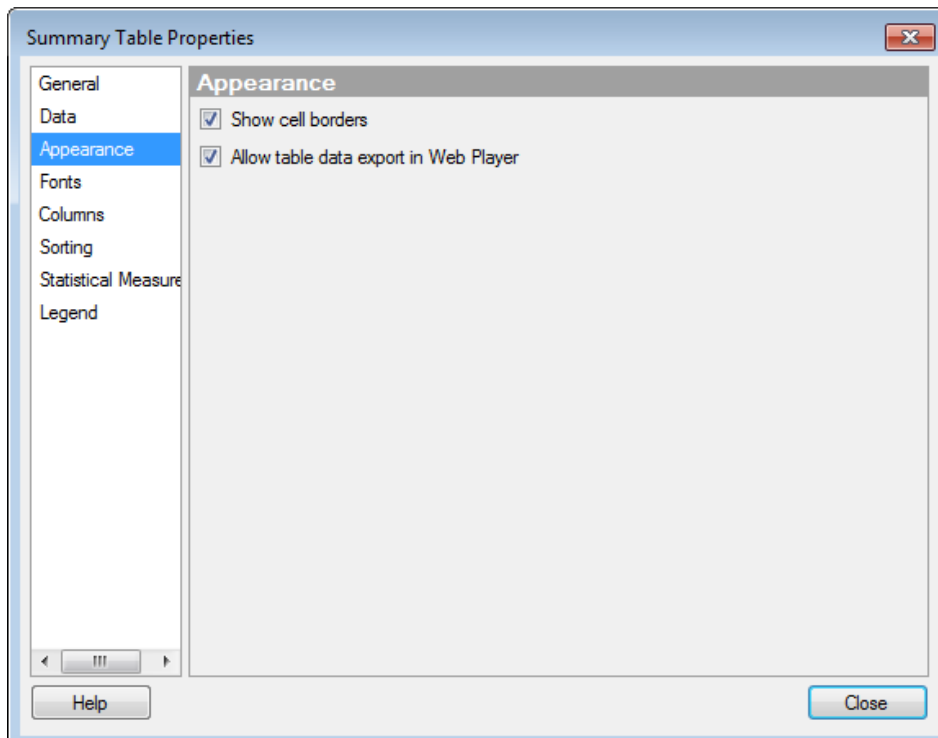 Summary Table Properties
General
Data
Appearance
Fonts
Columns
Sorting
Statistical Measure
Legend
Appearance
Show cell borders
Allow table data export in Web Player
Help
Close